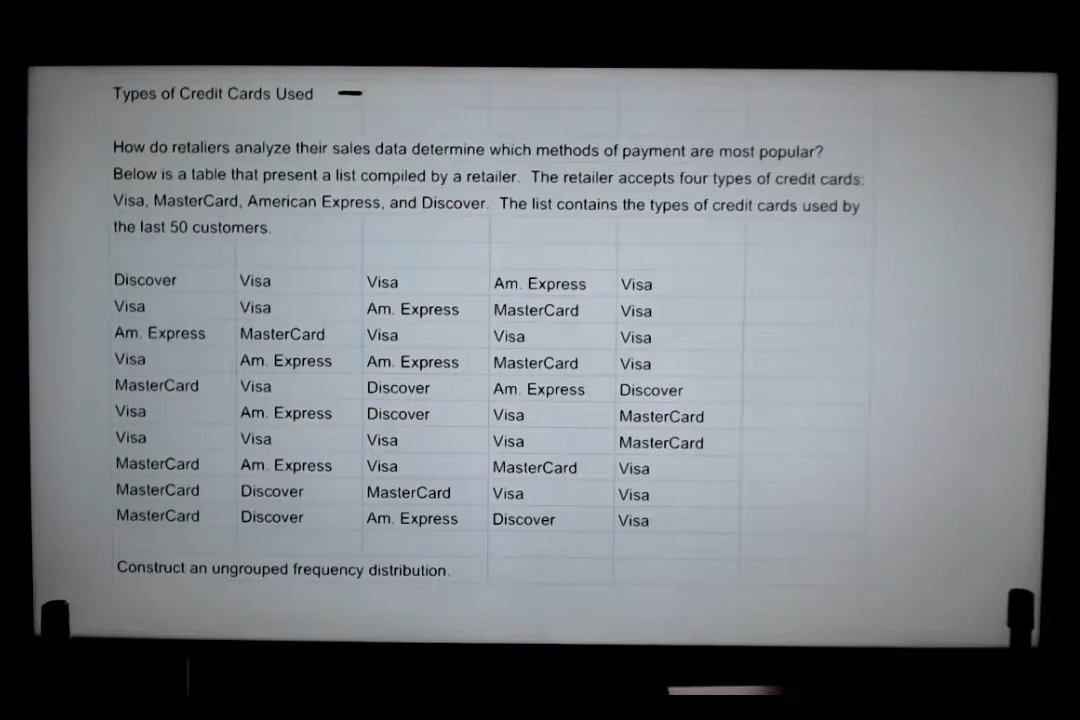 Types of Credit Cards Used
How do retaliers analyze their sales data determine which methods of payment are most popular?
Below is a table that present a list compiled by a retailer. The retailer accepts four types of credit cards:
Visa, MasterCard, American Express, and Discover. The list contains the types of credit cards used by
the last 50 customers.
Discover Visa Visa Am. Express Visa
Visa Visa Am. Express MasterCard Visa
Am. Express MasterCard Visa Visa Visa
Visa Am. Express Am. Express MasterCard Visa
MasterCard Visa Discover Am. Express Discover
Visa Am. Express Discover Visa MasterCard
Visa Visa Visa Visa MasterCard
MasterCard Am. Express Visa MasterCard Visa
MasterCard Discover MasterCard Visa Visa
MasterCard Discover Am. Express Discover Visa
Construct an ungrouped frequency distribution.